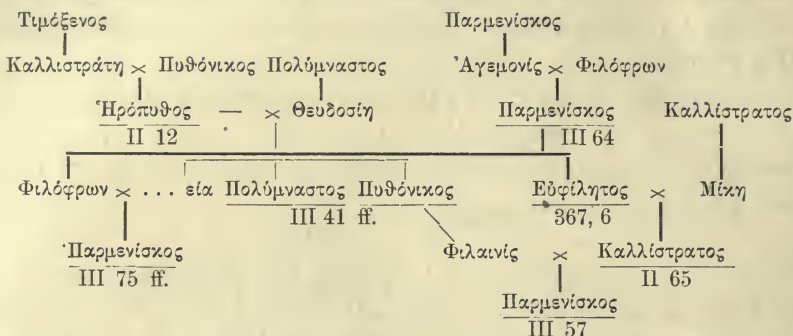 Τιμόξενος Παρμενίσκος
Καλλιστράτη × Πυθόνικος Πολύμναστος Ἀγεμονίς × Φιλόφρων
Ἡρόπυθος — × Θευδοσίη Παρμενίσκος Καλλίστρατος
II 12 III 64
Φιλόφρων × ... εία Πολύμναστος Πυθόνικος Εὐφίλητος × Μίκη
III 41 ff. 367, 6
Παρμενίσκος Φιλαινίς × Καλλίστρατος
III 75 ff. II 65
Παρμενίσκος
III 57